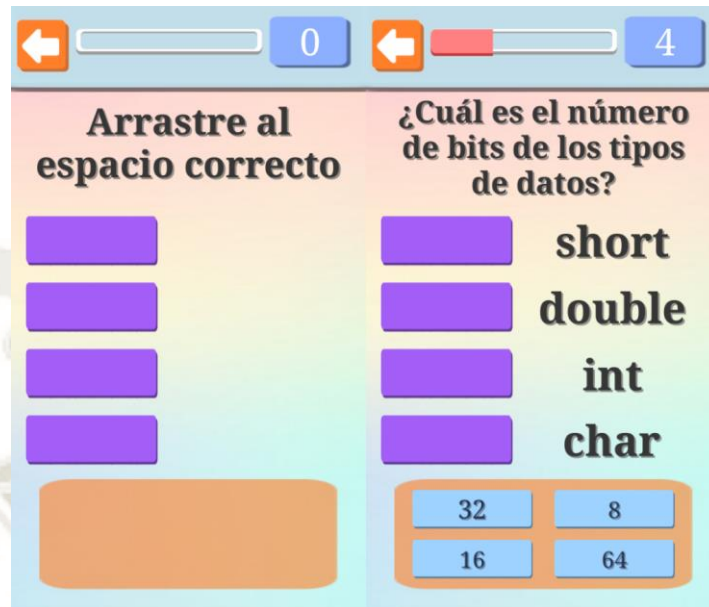 0
Arrastre al
espacio correcto
4
¿Cuál es el número
de bits de los tipos
de datos?
short
double
int
char
32 8
16 64